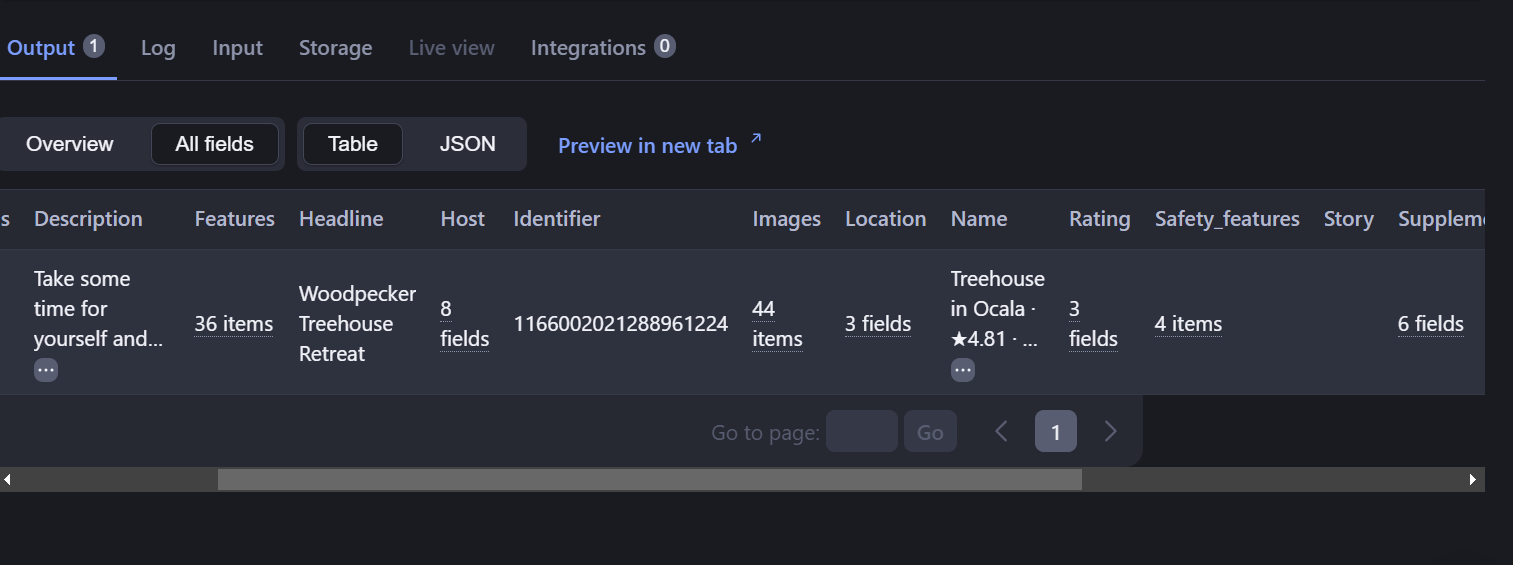 Output 1 Log Input Storage Live view Integrations 0
Overview All fields Table JSON Preview in new tab ↗
s Description Features Headline Host Identifier Images Location Name Rating Safety_features Story Suppleme
Take some
time for
yourself and...
...
36 items
Woodpecker
Treehouse
Retreat
8
fields
1166002021288961224
44
items
3 fields
Treehouse
in Ocala ·
★4.81 · ...
...
3
fields
4 items
6 fields
Go to page: Go 1